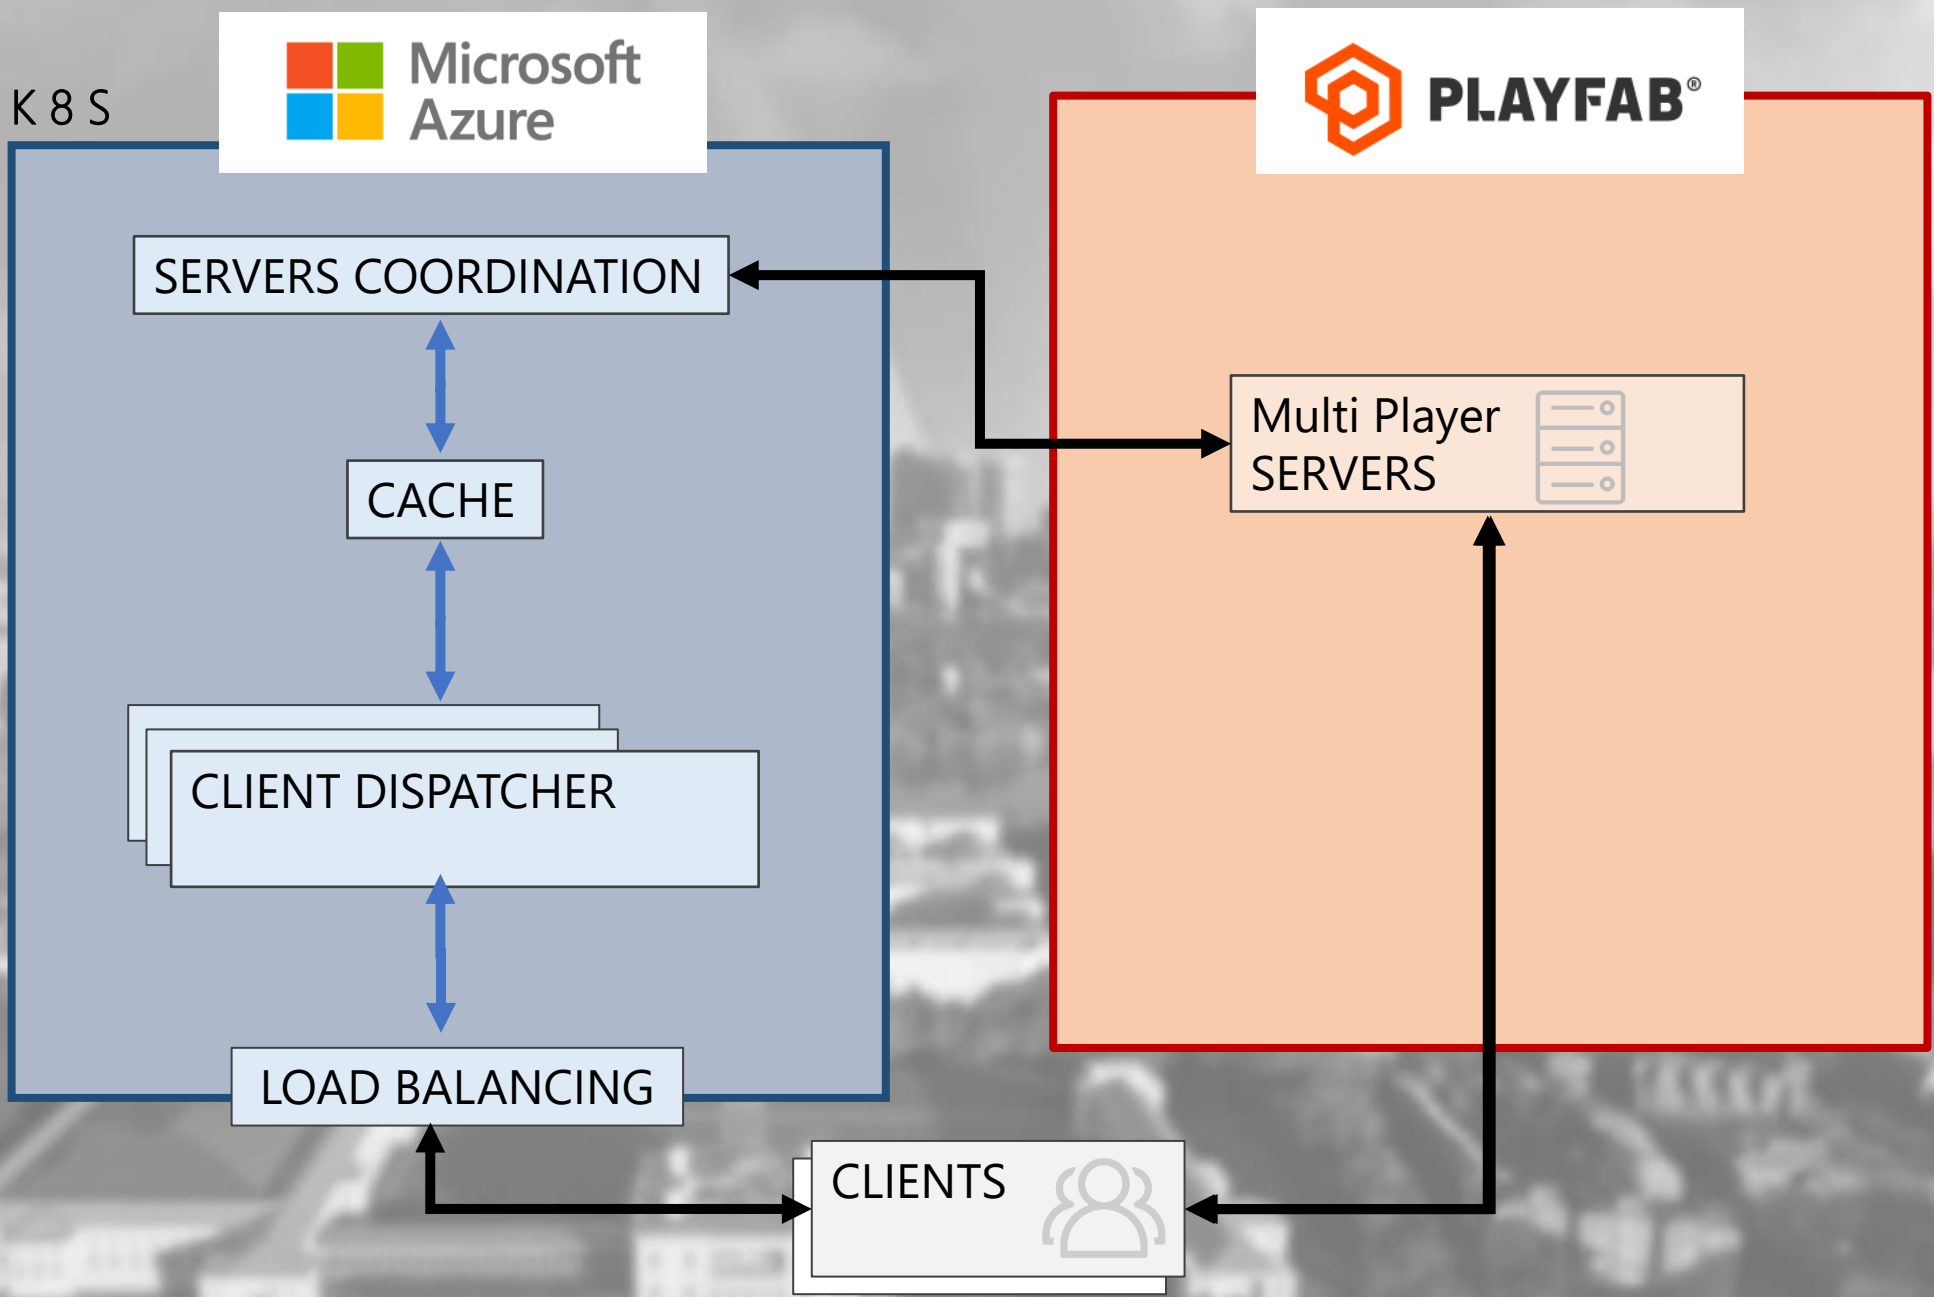 K8S
Microsoft
Azure
PLAYFAB®
SERVERS COORDINATION
CACHE
CLIENT DISPATCHER
LOAD BALANCING
Multi Player
SERVERS
CLIENTS